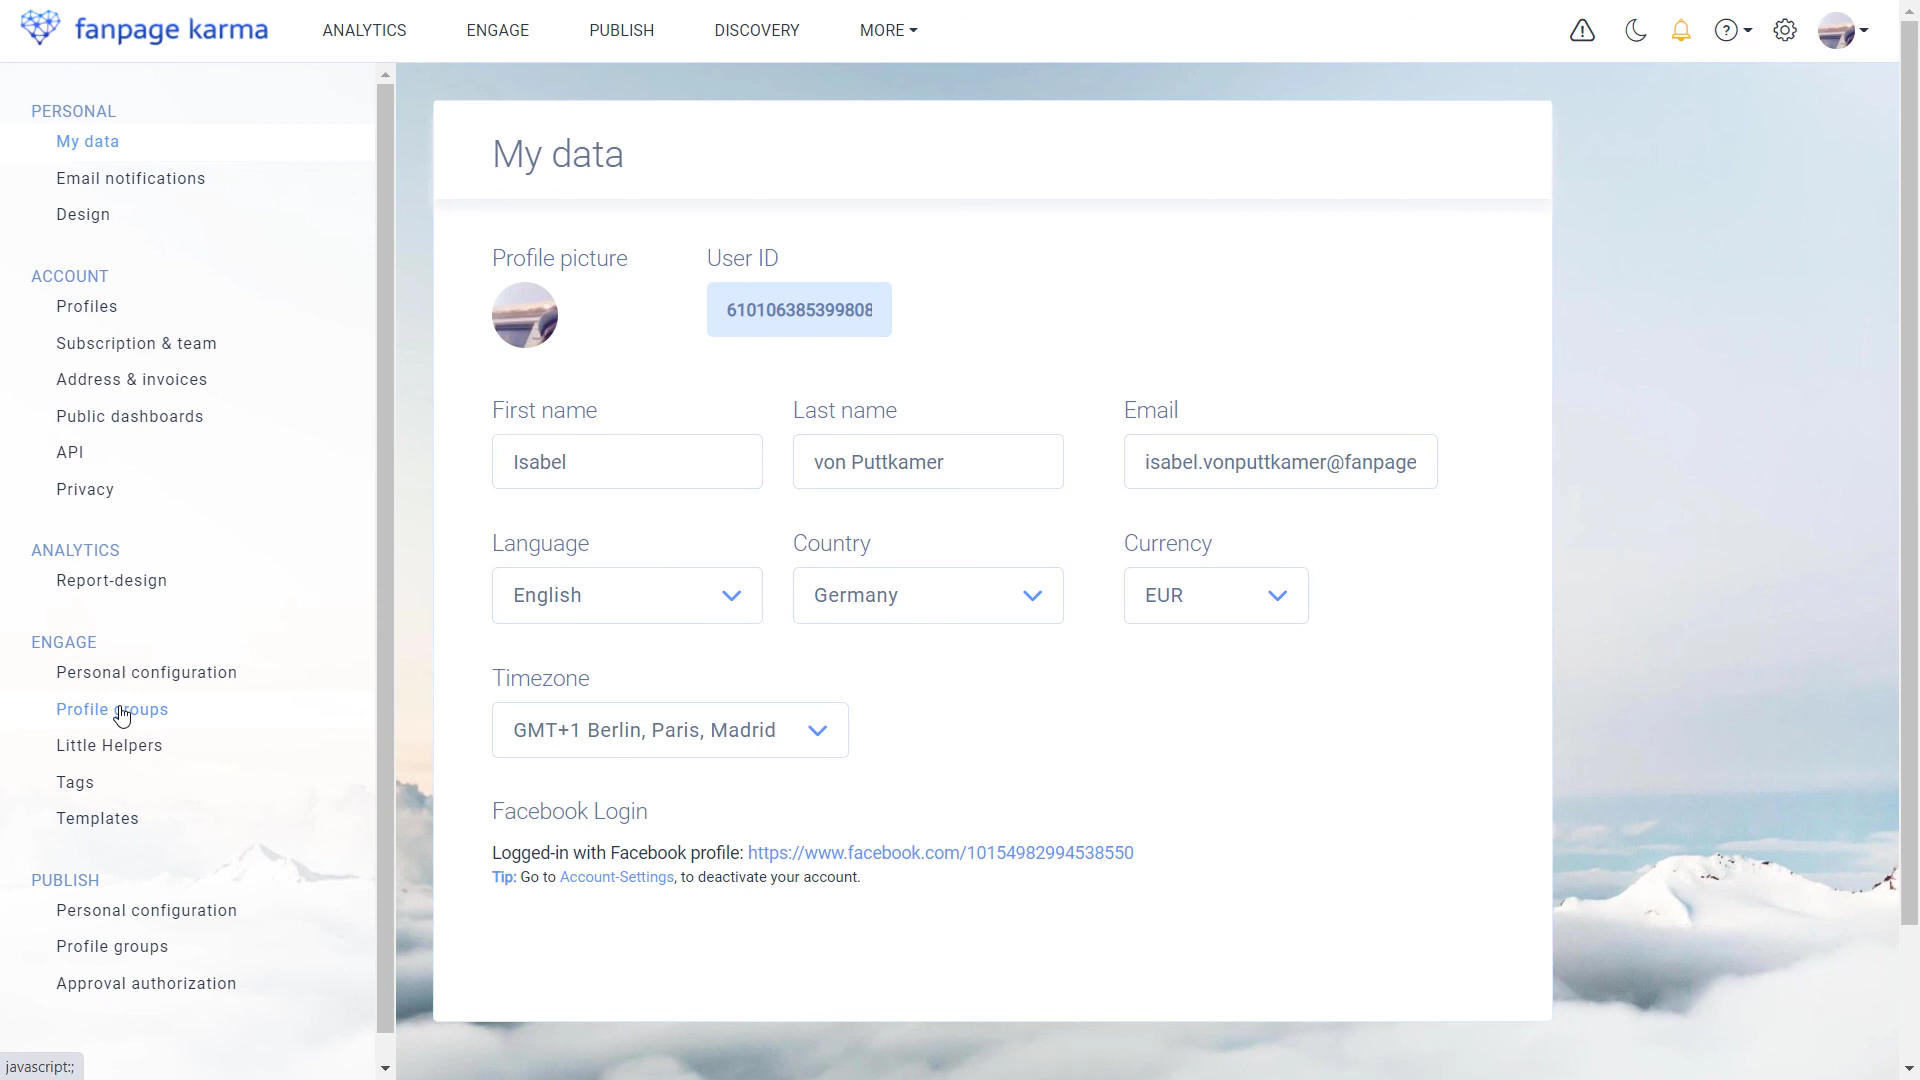 fanpage karma
ANALYTICS
ENGAGE
PUBLISH
DISCOVERY
MORE
PERSONAL
My data
Email notifications
Design
ACCOUNT
Profiles
Subscription & team
Address & invoices
Public dashboards
API
Privacy
ANALYTICS
Report-design
ENGAGE
Personal configuration
Profile groups
Little Helpers
Tags
Templates
PUBLISH
Personal configuration
Profile groups
Approval authorization
javascript:;
My data
Profile picture
User ID
610106385399808
First name
Last name
Email
Isabel
von Puttkamer
isabel.vonputtkamer@fanpage
Language
Country
Currency
English
Germany
EUR
Timezone
GMT+1 Berlin, Paris, Madrid
Facebook Login
Logged-in with Facebook profile: https://www.facebook.com/10154982994538550
Tip: Go to Account-Settings, to deactivate your account.